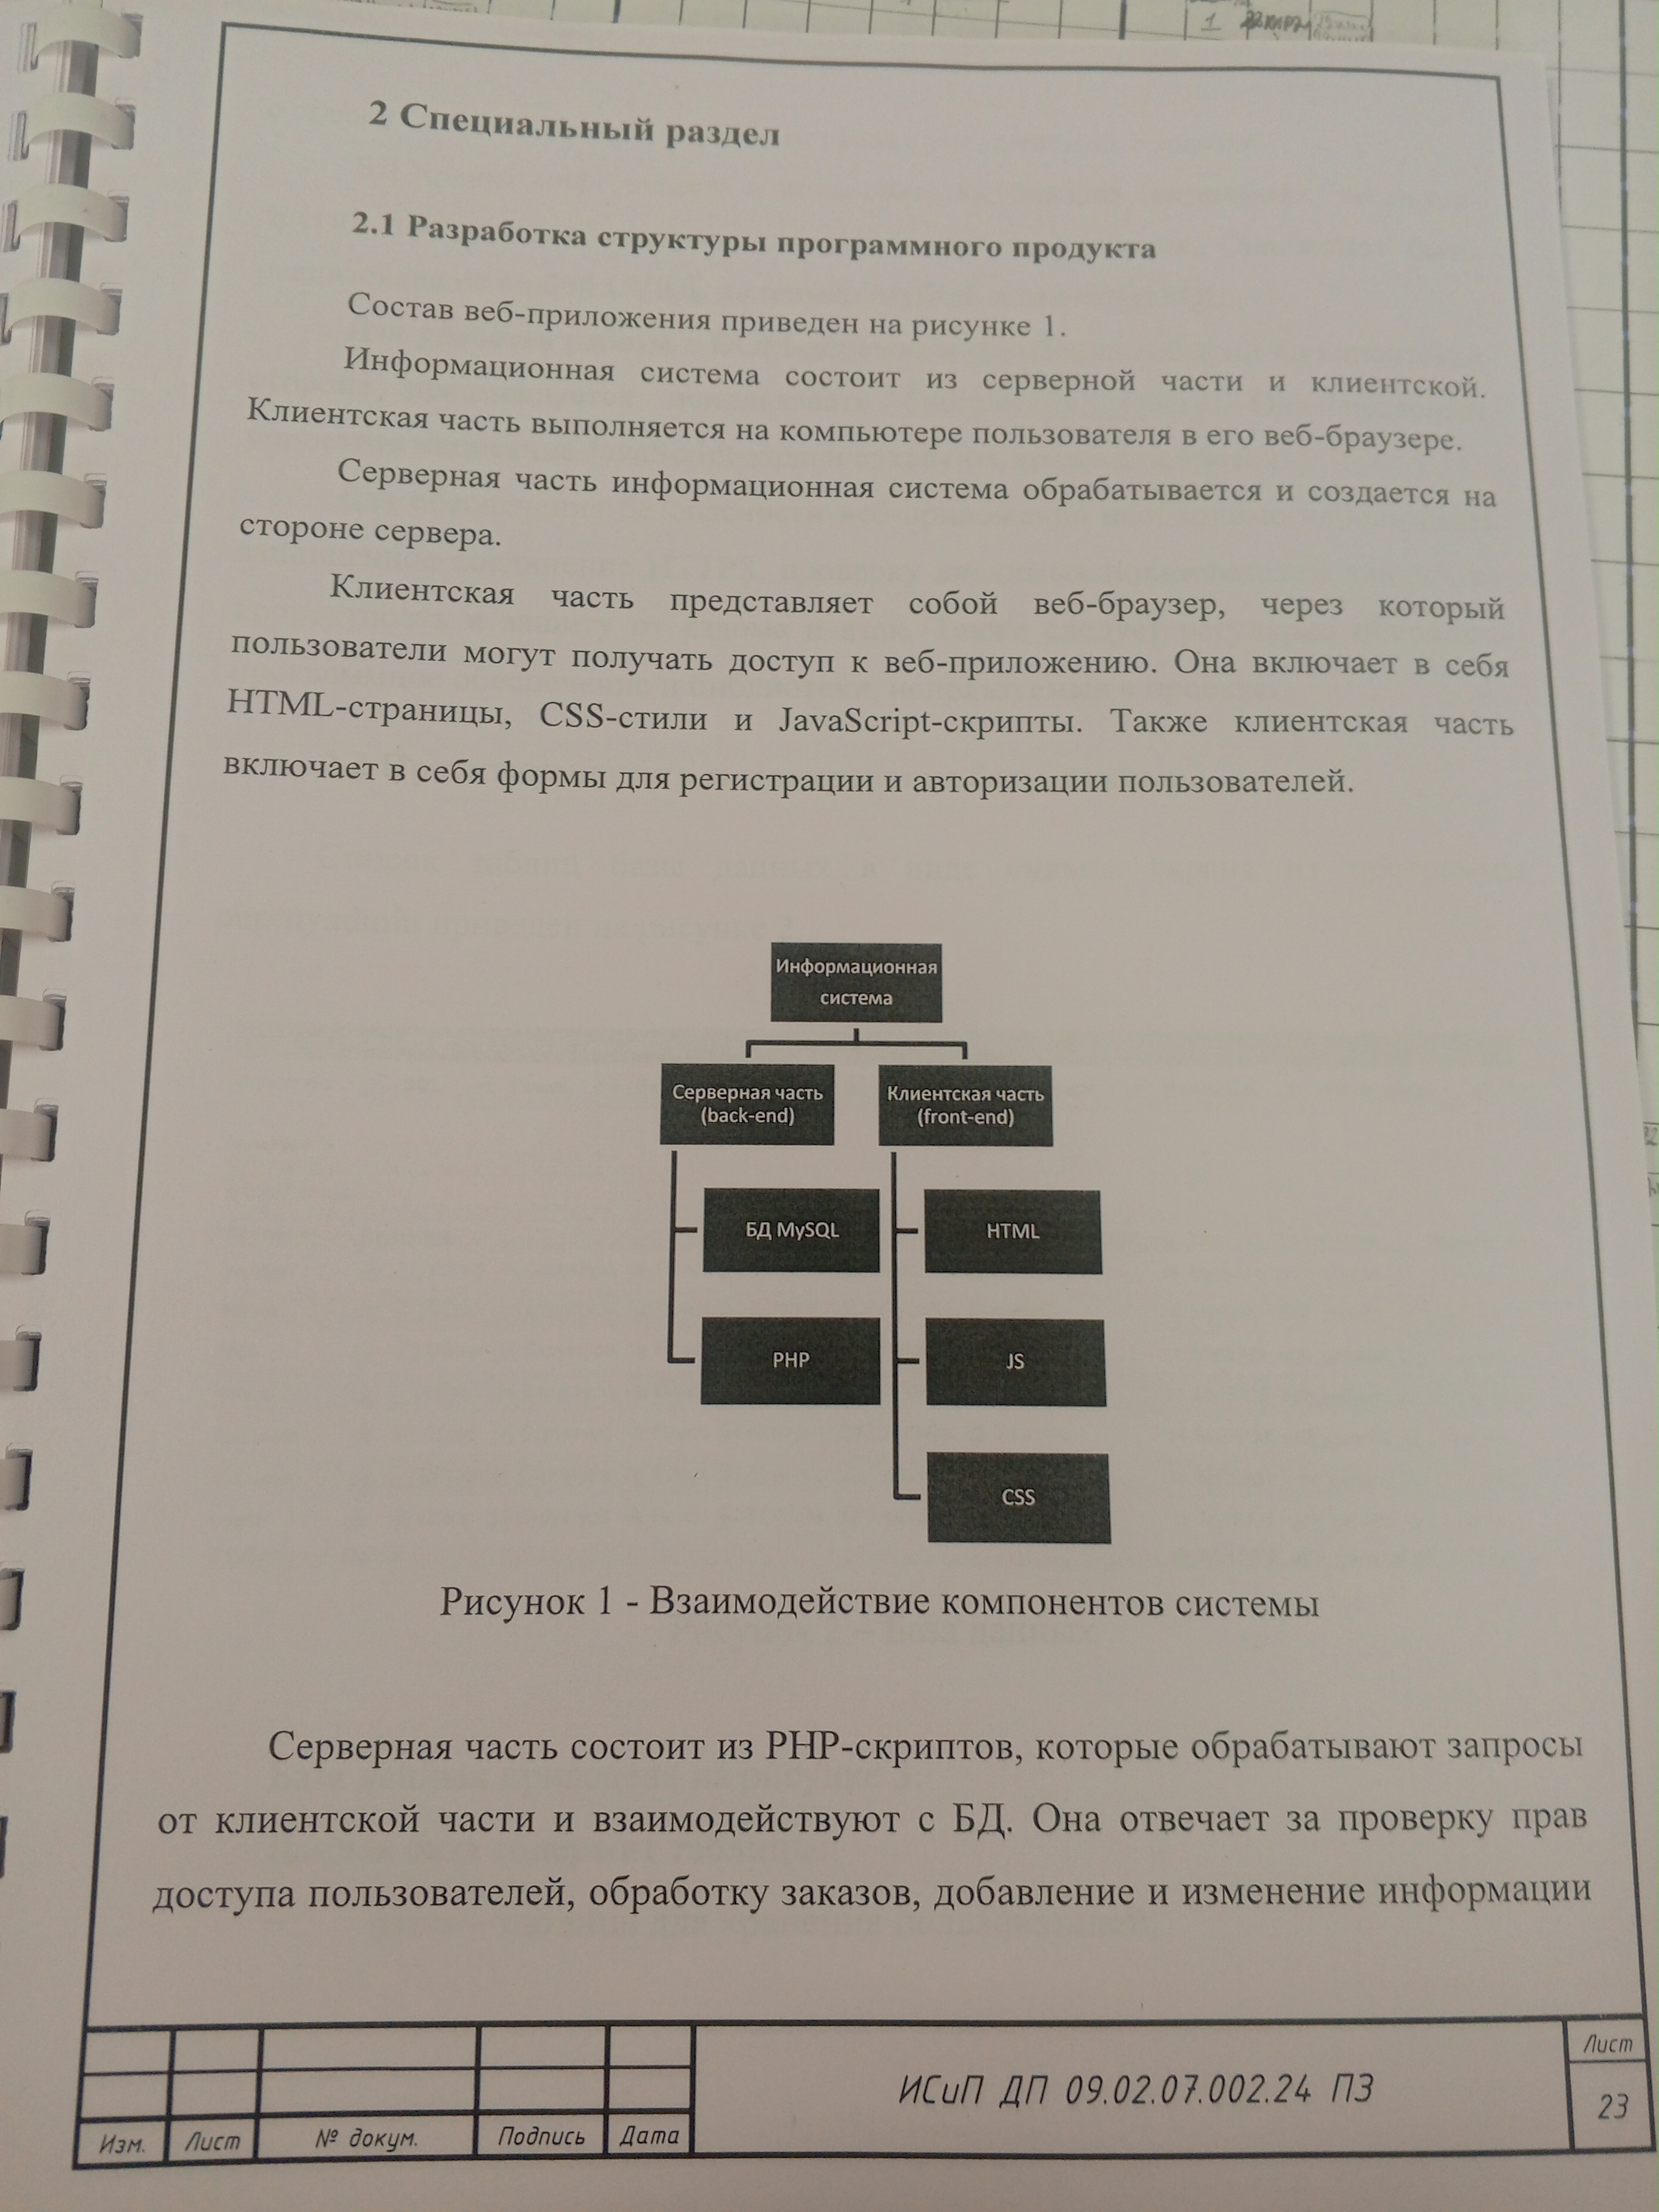 2 Специальный раздел
2.1 Разработка структуры программного продукта
Состав веб-приложения приведен на рисунке 1.
Информационная система состоит из серверной части и клиентской.
Клиентская часть выполняется на компьютере пользователя в его веб-браузере.
Серверная часть информационная система обрабатывается и создается на
стороне сервера.
Клиентская часть представляет собой веб-браузер, через который
пользователи могут получать доступ к веб-приложению. Она включает в себя
HTML-страницы, CSS-стили и JavaScript-скрипты. Также клиентская часть
включает в себя формы для регистрации и авторизации пользователей.
Информационная
система
Серверная часть
(back-end)
Клиентская часть
(front-end)
БД MySQL
HTML
PHP
JS
CSS
Рисунок 1 - Взаимодействие компонентов системы
Серверная часть состоит из PHP-скриптов, которые обрабатывают запросы
от клиентской части и взаимодействуют с БД. Она отвечает за проверку прав
доступа пользователей, обработку заказов, добавление и изменение информации
Изм. Лист № докум. Подпись Дата
ИСиП ДП 09.02.07.002.24 ПЗ
Лист
23